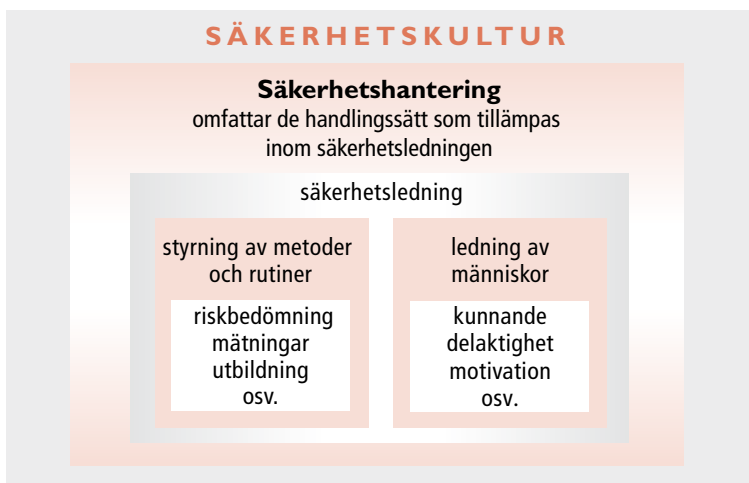 SÄKERHETSKULTUR
Säkerhetshantering
omfattar de handlingssätt som tillämpas
inom säkerhetsledningen
säkerhetsledning
styrning av metoder
och rutiner
riskbedömning
mätningar
utbildning
osv.
ledning av
människor
kunnande
delaktighet
motivation
osv.